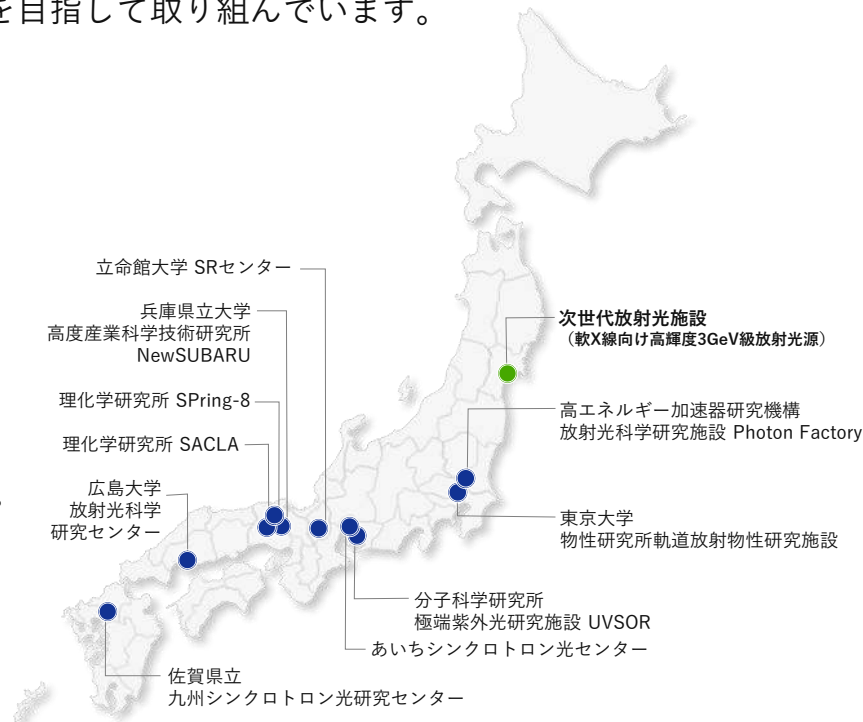 を目指して取り組んでいます。
立命館大学 SRセンター
兵庫県立大学
高度産業科学技術研究所
NewSUBARU
理化学研究所 SPring-8
理化学研究所 SACLA
広島大学
放射光科学
研究センター
次世代放射光施設
（軟X線向け高輝度3GeV級放射光源）
高エネルギー加速器研究機構
放射光科学研究施設 Photon Factory
東京大学
物性研究所軌道放射物性研究施設
分子科学研究所
極端紫外光研究施設 UVSOR
あいちシンクロトロン光センター
佐賀県立
九州シンクロトロン光研究センター